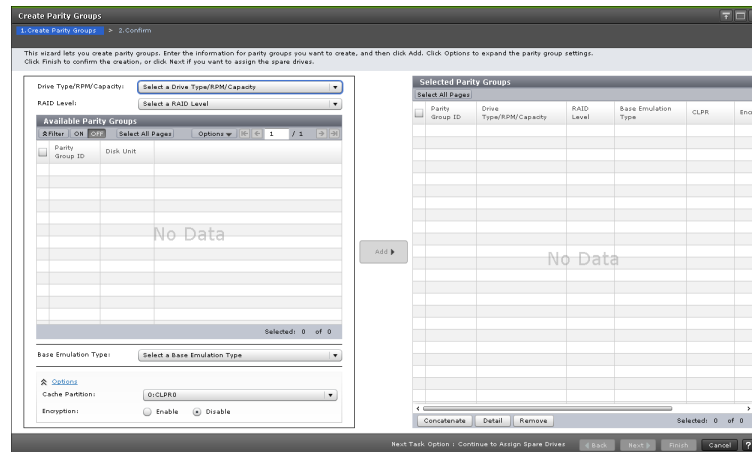 Create Parity Groups
1.Create Parity Groups > 2.Confirm
This wizard lets you create parity groups. Enter the information for parity groups you want to create, and then click Add. Click Options to expand the parity group settings.
Click Finish to confirm the creation, or click Next if you want to assign the spare drives.
Drive Type/RPM/Capacity: Select a Drive Type/RPM/Capacity
RAID Level: Select a RAID Level
Available Parity Groups
Filter ON OFF Select All Pages Options 1 / 1
Parity Group ID Disk Unit
No Data
Selected: 0 of 0
Base Emulation Type: Select a Base Emulation Type
Options
Cache Partition: 0:CLPR0
Encryption: Enable Disable
Add
Selected Parity Groups
Select All Pages
Parity Group ID Drive Type/RPM/Capacity RAID Level Base Emulation Type CLPR Enc
No Data
Concatenate Detail Remove Selected: 0 of 0
Next Task Option : Continue to Assign Spare Drives Back Next Finish Cancel ?